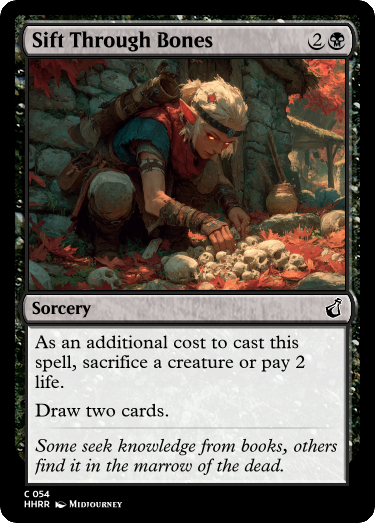 Sift Through Bones 2
Sorcery
As an additional cost to cast this
spell, sacrifice a creature or pay 2
life.
Draw two cards.
Some seek knowledge from books, others
find it in the marrow of the dead.
C 054
HHRR Midjourney